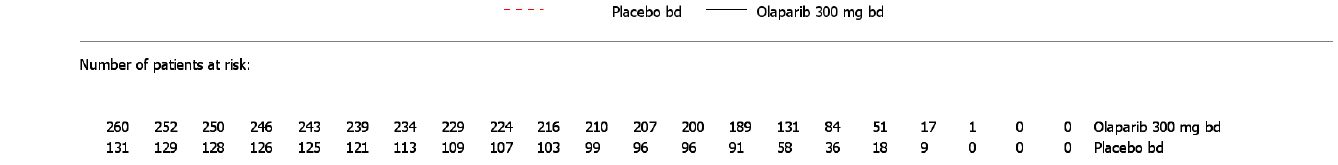 Placebo bd Olaparib 300 mg bd
Number of patients at risk:
260 252 250 246 243 239 234 229 224 216 210 207 200 189 131 84 51 17 1 0 0 Olaparib 300 mg bd
131 129 128 126 125 121 113 109 107 103 99 96 96 91 58 36 18 9 0 0 0 Placebo bd